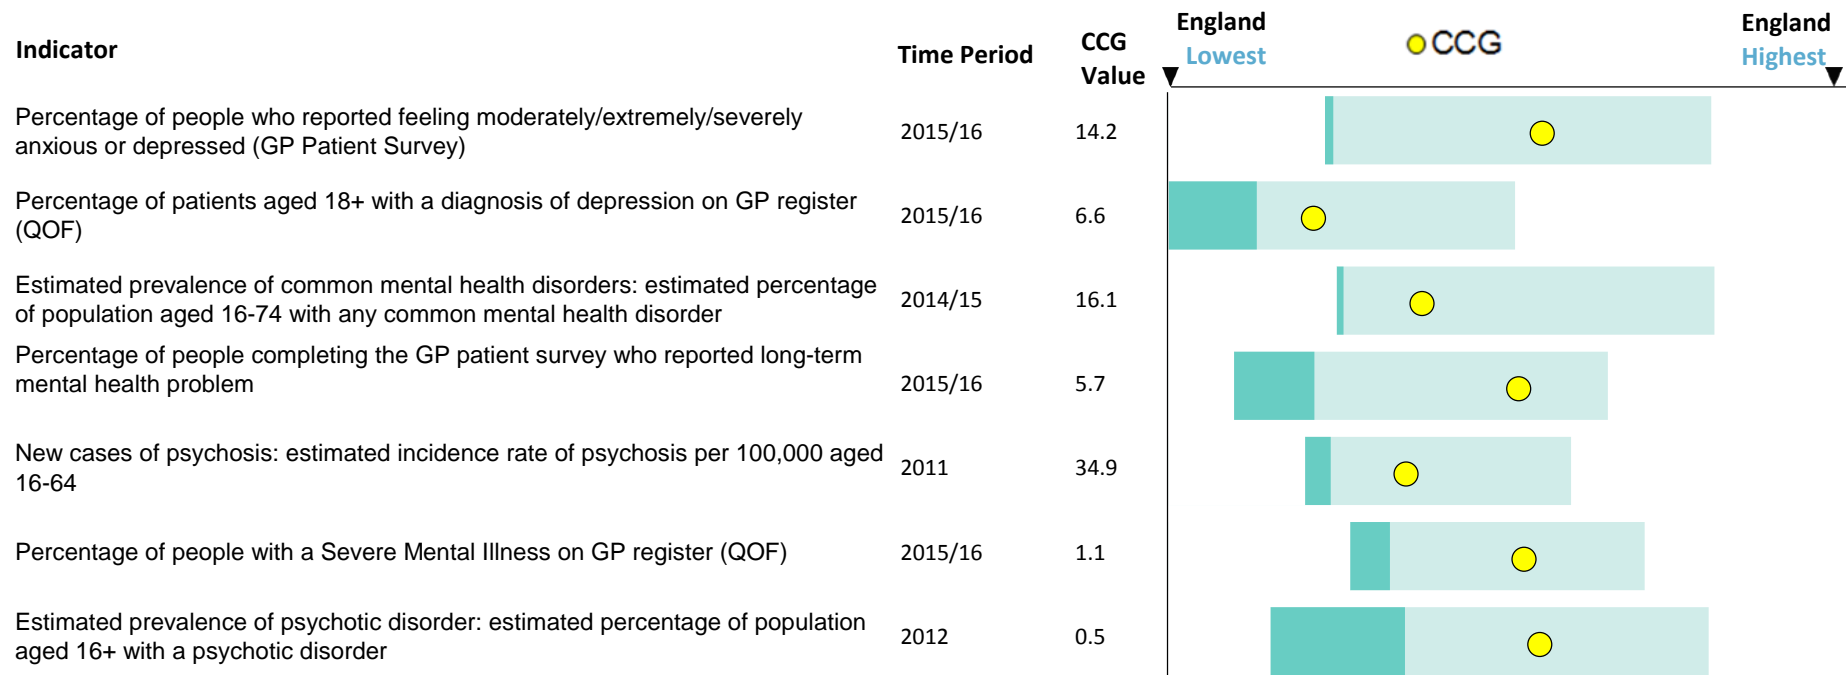 Indicator
Time Period
CCG
Value
England
Lowest
CCG
England
Highest
Percentage of people who reported feeling moderately/extremely/severely
anxious or depressed (GP Patient Survey)
2015/16
14.2
Percentage of patients aged 18+ with a diagnosis of depression on GP register
(QOF)
2015/16
6.6
Estimated prevalence of common mental health disorders: estimated percentage
of population aged 16-74 with any common mental health disorder
2014/15
16.1
Percentage of people completing the GP patient survey who reported long-term
mental health problem
2015/16
5.7
New cases of psychosis: estimated incidence rate of psychosis per 100,000 aged
16-64
2011
34.9
Percentage of people with a Severe Mental Illness on GP register (QOF)
2015/16
1.1
Estimated prevalence of psychotic disorder: estimated percentage of population
aged 16+ with a psychotic disorder
2012
0.5